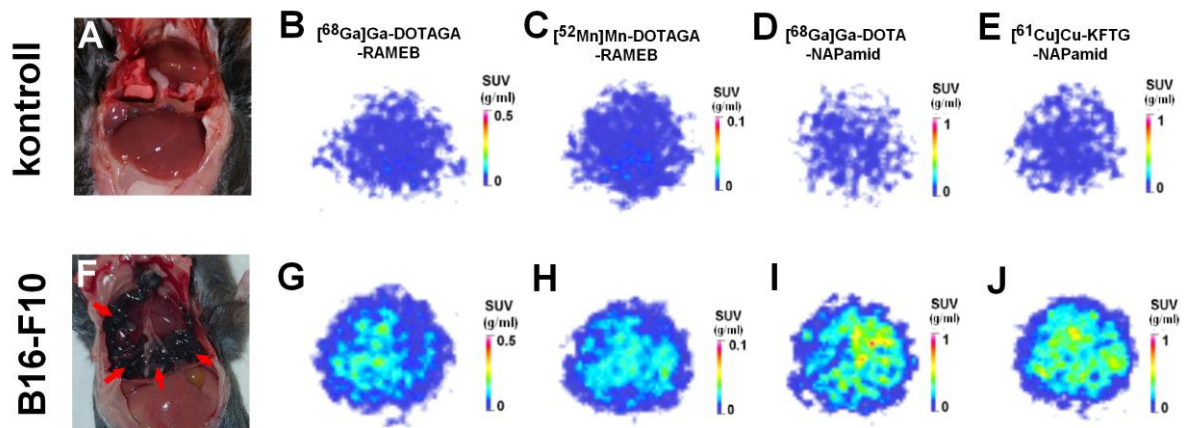 kontroll
A
B
[68Ga]Ga-DOTAGA
-RAMEB
SUV
(g/ml)
0.5
0
C
[52Mn]Mn-DOTAGA
-RAMEB
SUV
(g/ml)
0.1
0
D
[68Ga]Ga-DOTA
-NAPamid
SUV
(g/ml)
1
0
E
[61Cu]Cu-KFTG
-NAPamid
SUV
(g/ml)
1
0
B16-F10
F
G
SUV
(g/ml)
0.5
0
H
SUV
(g/ml)
0.1
0
I
SUV
(g/ml)
1
0
J
SUV
(g/ml)
1
0